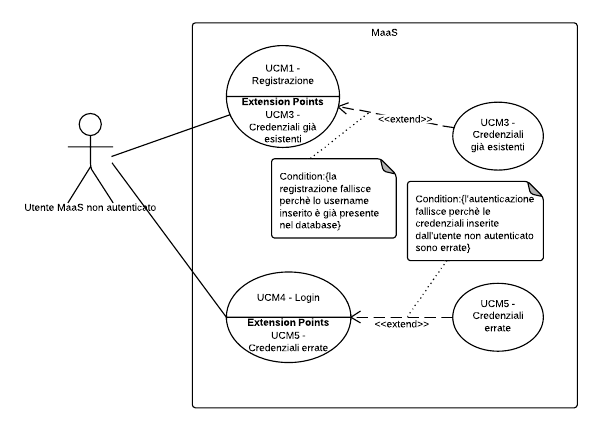 MaaS
UCM1 -
Registrazione
Extension Points
UCM3 -
Credenziali già
esistenti
<<extend>>
UCM3 -
Credenziali
già esistenti
Utente MaaS non autenticato
Condition:{la
registrazione fallisce
perchè lo username
inserito è già presente
nel database}
Condition:{l'autenticazione
fallisce perchè le
credenziali inserite
dall'utente non autenticato
sono errate}
UCM4 - Login
Extension Points
UCM5 -
Credenziali errate
<<extend>>
UCM5 -
Credenziali
errate